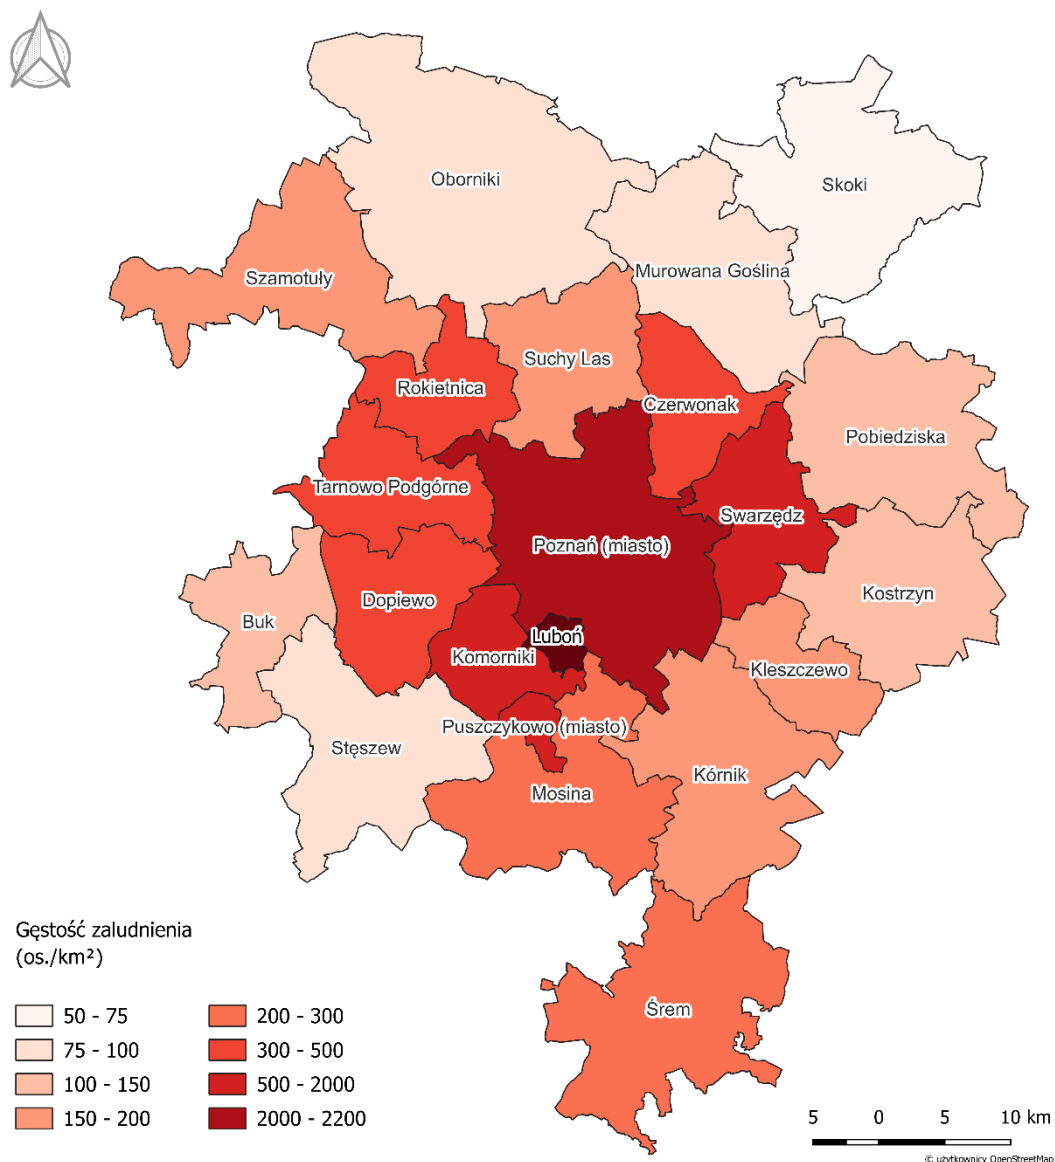 Oborniki
Skoki
Szamotuły
Murowana Goślina
Suchy Las
Rokietnica
Czerwonak
Pobiedziska
Tarnowo Podgórne
Swarzędz
Poznań (miasto)
Dopiewo
Kostrzyn
Buk
Luboń
Komorniki
Kleszczewo
Puszczykowo (miasto)
Stęszew
Kórnik
Mosina
Śrem
Gęstość zaludnienia
(os./km²)
50 - 75
75 - 100
100 - 150
150 - 200
200 - 300
300 - 500
500 - 2000
2000 - 2200
5 0 5 10 km
© użytkownicy OpenStreetMap